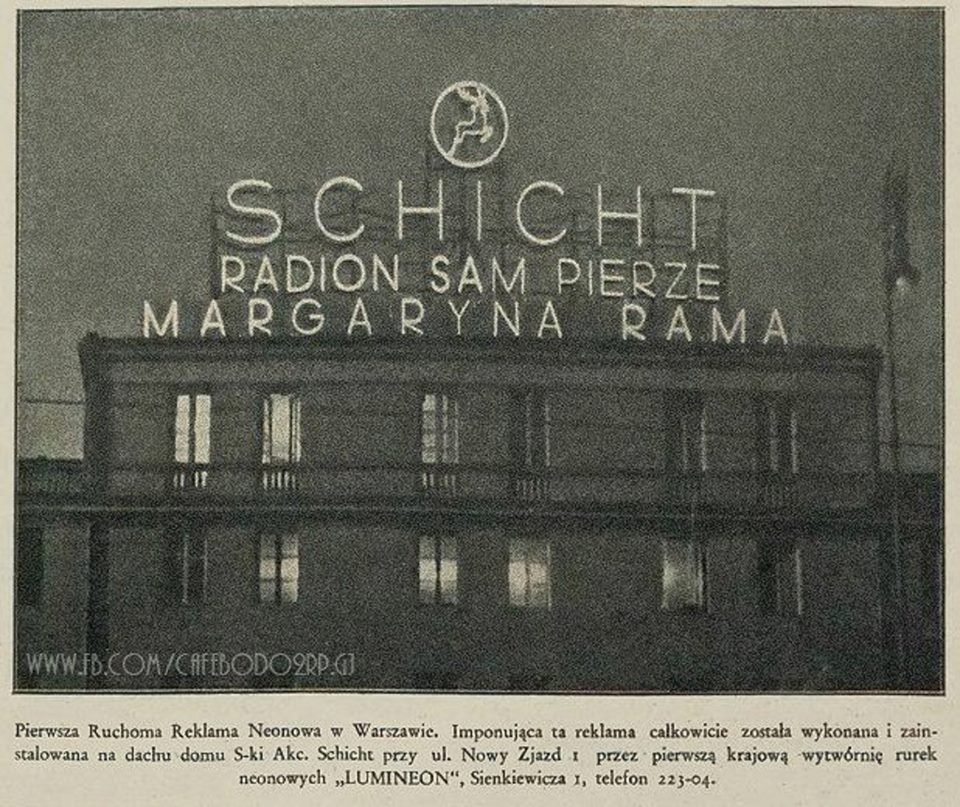 SCHICHT
RADION SAM PIERZE
MARGARYNA RAMA
WWW.FB.COM/CAFEBODO2RP.GJ
Pierwsza Ruchoma Reklama Neonowa w Warszawie. Imponująca ta reklama całkowicie została wykonana i zain-
stalowana na dachu domu S-ki Akc. Schicht przy ul. Nowy Zjazd 1 przez pierwszą krajową wytwórnię rurek
neonowych „LUMINEON“, Sienkiewicza 1, telefon 223-04.